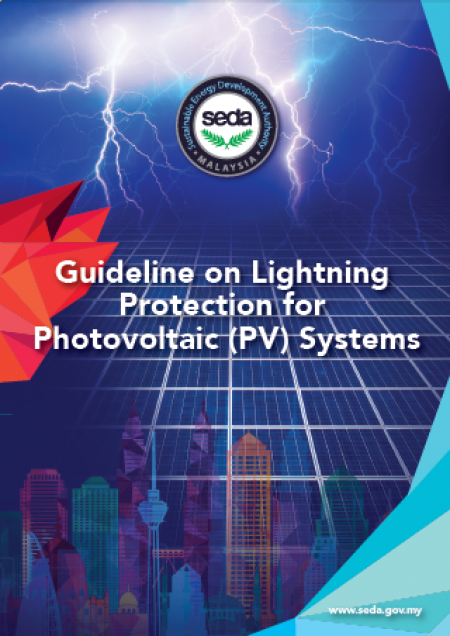 Sustainable Energy Development Authority
seda
• MALAYSIA •
Guideline on Lightning
Protection for
Photovoltaic (PV) Systems
www.seda.gov.my